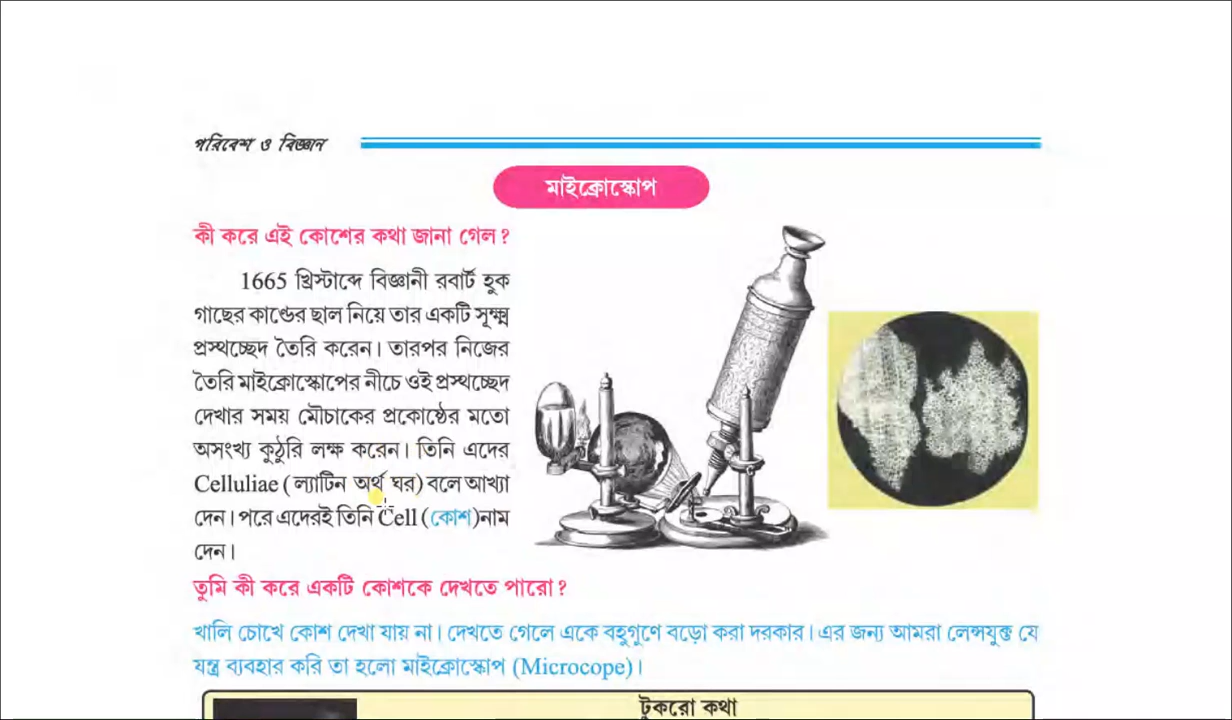 পরিবেশ ও বিজ্ঞান
মাইক্রোস্কোপ
কী করে এই কোশের কথা জানা গেল?
1665 খ্রিস্টাব্দে বিজ্ঞানী রবার্ট হুক
গাছের কাণ্ডের ছাল নিয়ে তার একটি সূক্ষ্ম
প্রস্থচ্ছেদ তৈরি করেন। তারপর নিজের
তৈরি মাইক্রোস্কোপের নীচে ওই প্রস্থচ্ছেদ
দেখার সময় মৌচাকের প্রকোষ্ঠের মতো
অসংখ্য কুঠুরি লক্ষ করেন। তিনি এদের
Celluliae (ল্যাটিন অর্থ ঘর) বলে আখ্যা
দেন। পরে এদেরই তিনি Cell (কোশ)নাম
দেন।
তুমি কী করে একটি কোশকে দেখতে পারো?
খালি চোখে কোশ দেখা যায় না। দেখতে গেলে একে বহুগুণে বড়ো করা দরকার। এর জন্য আমরা লেন্সযুক্ত যে
যন্ত্র ব্যবহার করি তা হলো মাইক্রোস্কোপ (Microcope)।
টুকরো কথা